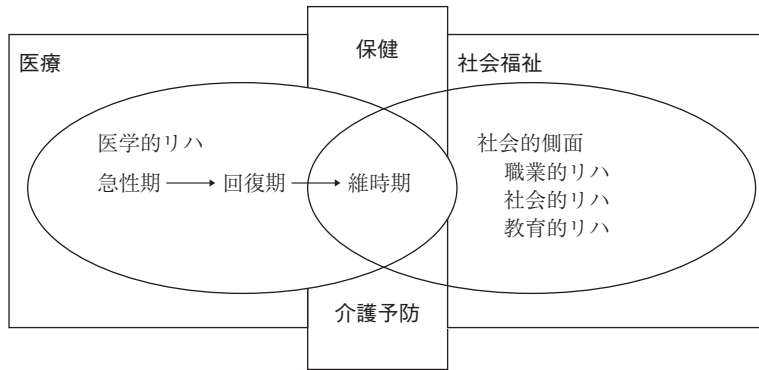 保健
医療
社会福祉
医学的リハ
急性期 → 回復期 → 維時期
社会的側面
職業的リハ
社会的リハ
教育的リハ
介護予防